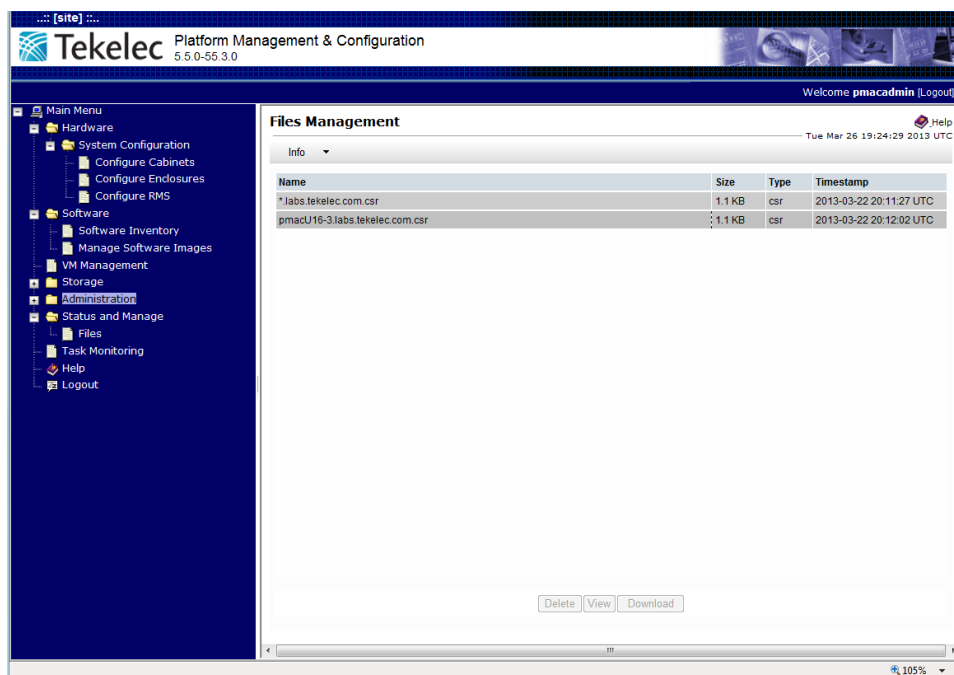 ..:: [site] ::..
Tekelec Platform Management & Configuration
5.5.0-55.3.0
Welcome pmacadmin [Logout]
Main Menu
Hardware
System Configuration
Configure Cabinets
Configure Enclosures
Configure RMS
Software
Software Inventory
Manage Software Images
VM Management
Storage
Administration
Status and Manage
Files
Task Monitoring
Help
Logout
Files Management
Help
Tue Mar 26 19:24:29 2013 UTC
Info
Name Size Type Timestamp
*.labs.tekelec.com.csr 1.1 KB csr 2013-03-22 20:11:27 UTC
pmacU16-3.labs.tekelec.com.csr 1.1 KB csr 2013-03-22 20:12:02 UTC
Delete View Download
105%